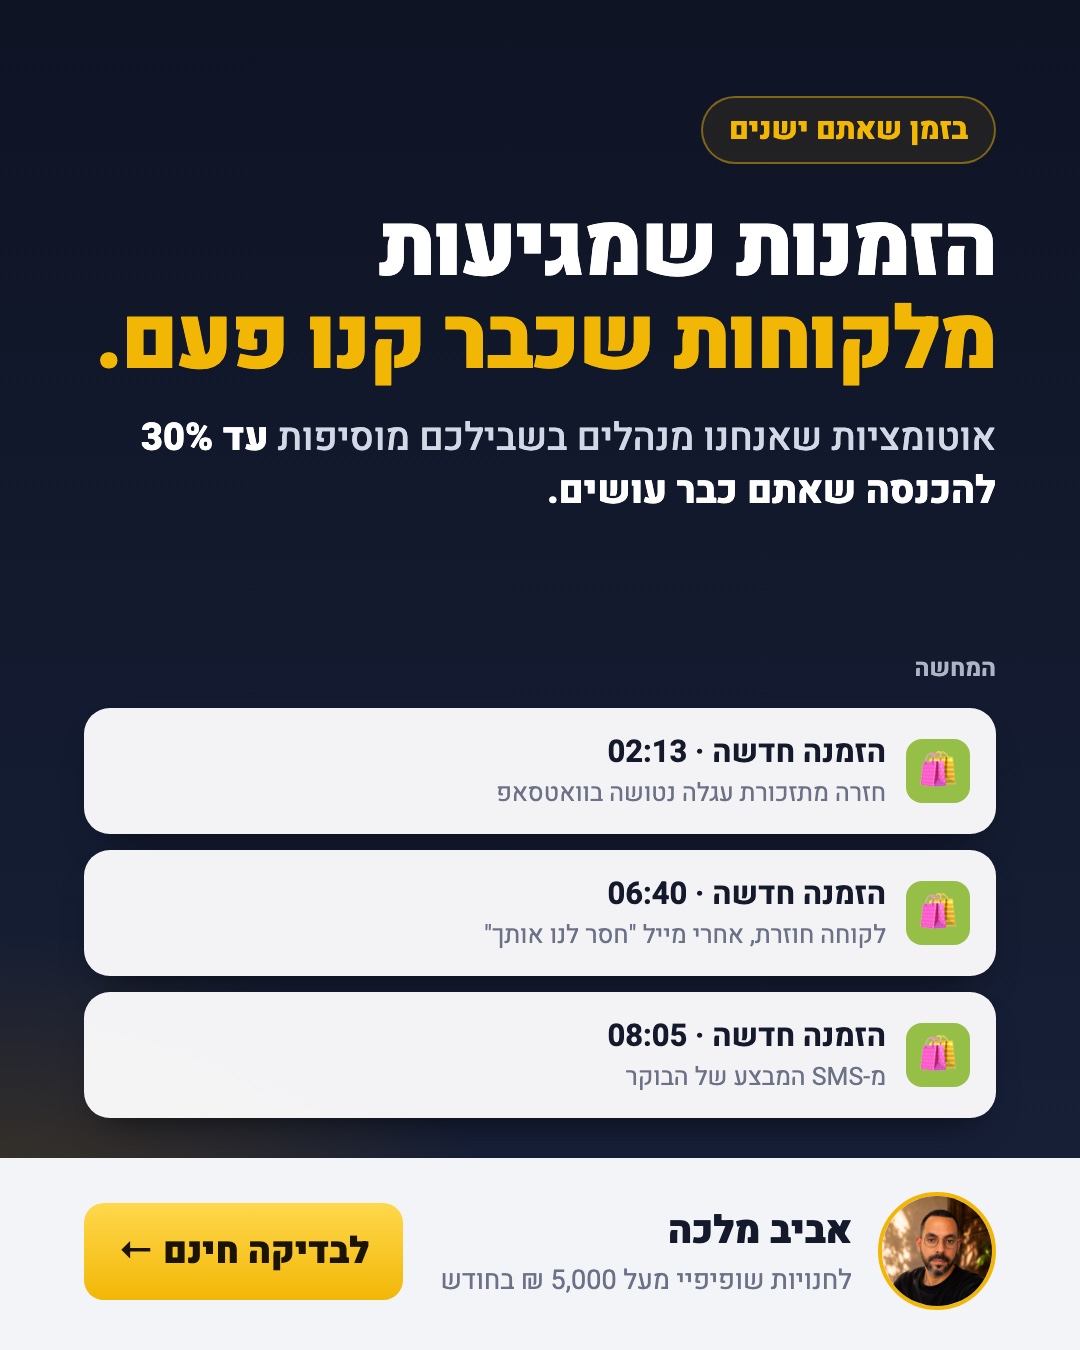 בזמן שאתם ישנים
הזמנות שמגיעות
מלקוחות שכבר קנו פעם.
אוטומציות שאנחנו מנהלים בשבילכם מוסיפות עד 30%
להכנסה שאתם כבר עושים.
המחשה
הזמנה חדשה · 02:13
חזרה מתזכורת עגלה נטושה בוואטסאפ
הזמנה חדשה · 06:40
לקוחה חוזרת, אחרי מייל "חסר לנו אותך"
הזמנה חדשה · 08:05
מ-SMS המבצע של הבוקר
אביב מלכה
לחנויות שופיפיי מעל 5,000 ₪ בחודש
לבדיקה חינם ←